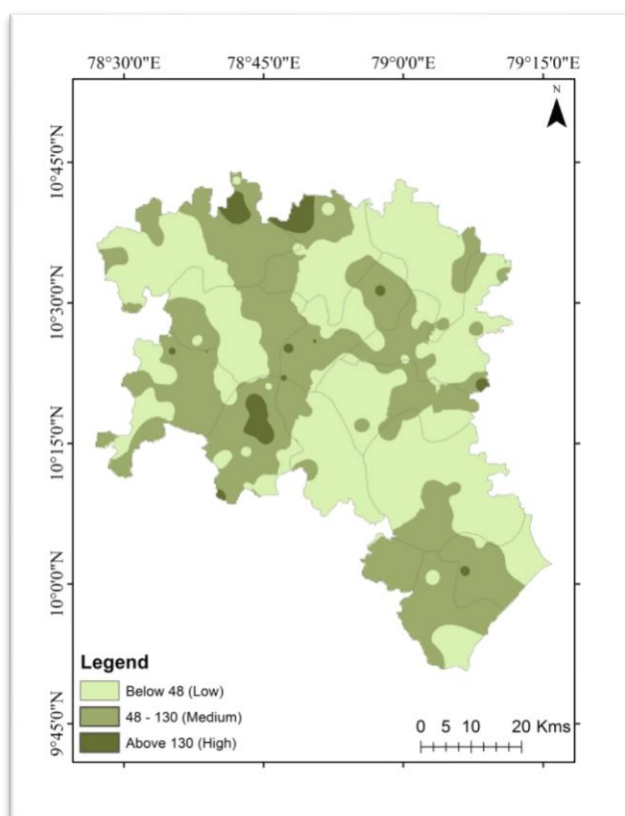 78°30'0"E 78°45'0"E 79°0'0"E 79°15'0"E
N
10°45'0"N
10°30'0"N
10°15'0"N
10°0'0"N
9°45'0"N
Legend
Below 48 (Low)
48 - 130 (Medium)
Above 130 (High)
0 5 10 20 Kms